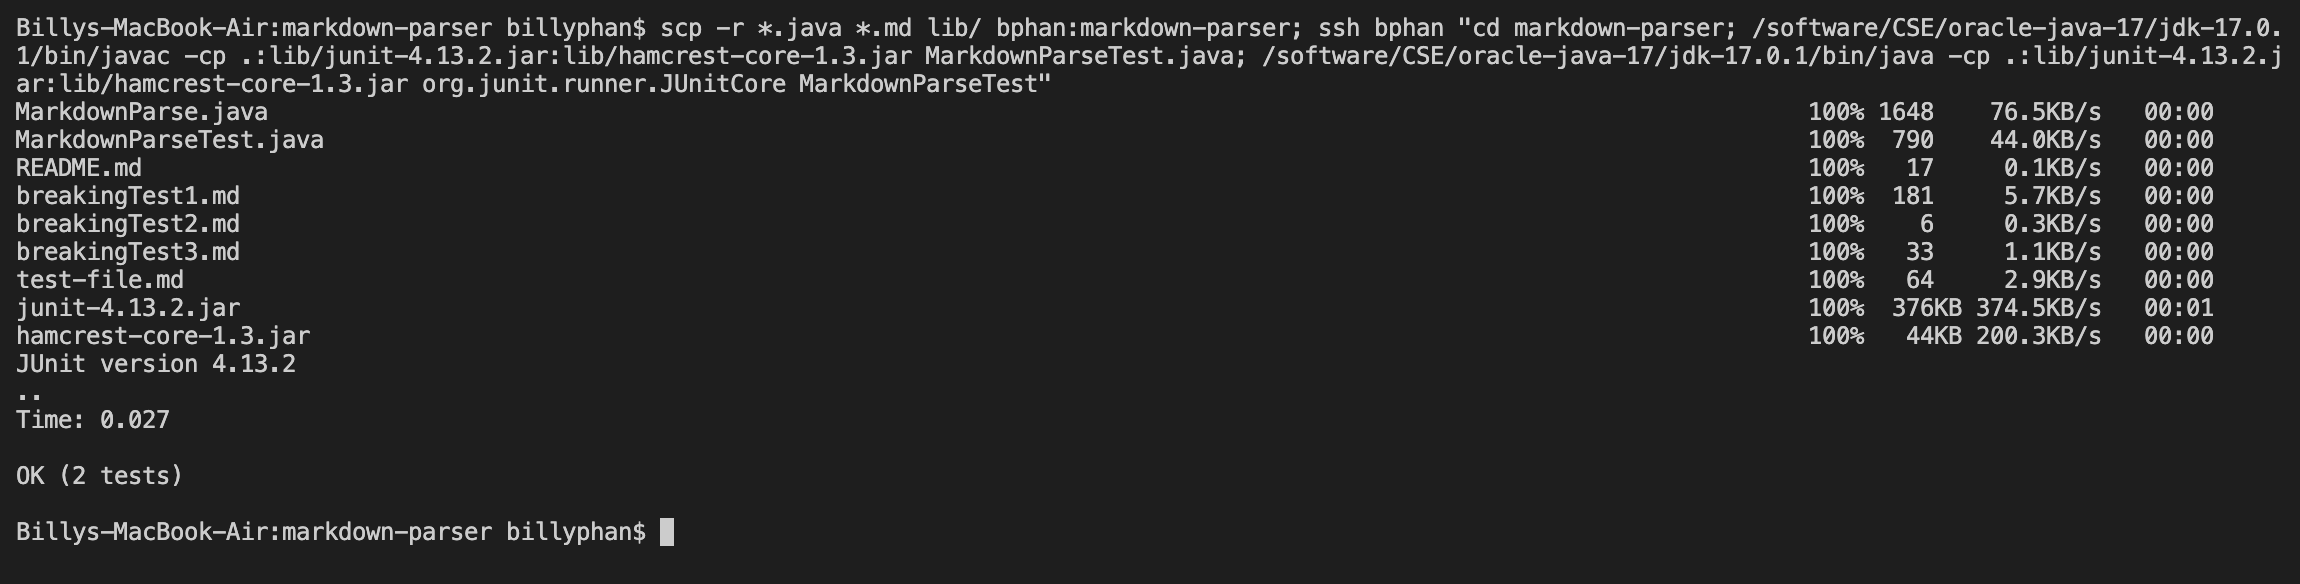 Billys-MacBook-Air:markdown-parser billyphan$ scp -r *.java *.md lib/ bphan:markdown-parser; ssh bphan "cd markdown-parser; /software/CSE/oracle-java-17/jdk-17.0.
1/bin/javac -cp .:lib/junit-4.13.2.jar:lib/hamcrest-core-1.3.jar MarkdownParseTest.java; /software/CSE/oracle-java-17/jdk-17.0.1/bin/java -cp .:lib/junit-4.13.2.j
ar:lib/hamcrest-core-1.3.jar org.junit.runner.JUnitCore MarkdownParseTest"
MarkdownParse.java 100% 1648 76.5KB/s 00:00
MarkdownParseTest.java 100% 790 44.0KB/s 00:00
README.md 100% 17 0.1KB/s 00:00
breakingTest1.md 100% 181 5.7KB/s 00:00
breakingTest2.md 100% 6 0.3KB/s 00:00
breakingTest3.md 100% 33 1.1KB/s 00:00
test-file.md 100% 64 2.9KB/s 00:00
junit-4.13.2.jar 100% 376KB 374.5KB/s 00:01
hamcrest-core-1.3.jar 100% 44KB 200.3KB/s 00:00
JUnit version 4.13.2
..
Time: 0.027
OK (2 tests)
Billys-MacBook-Air:markdown-parser billyphan$